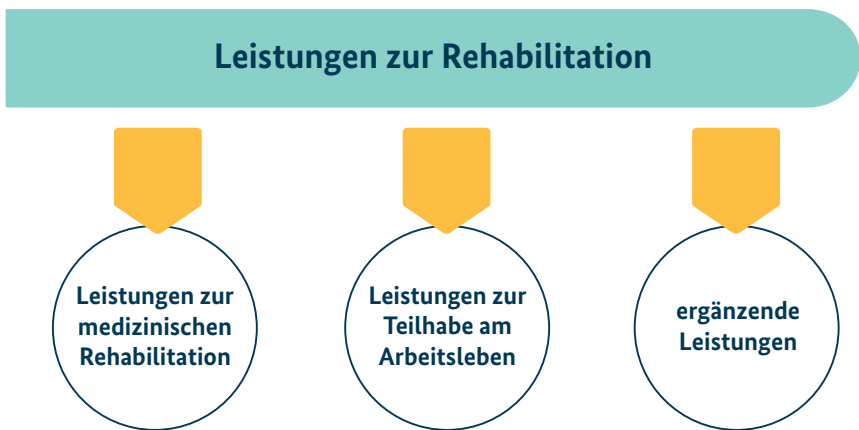 Leistungen zur Rehabilitation
Leistungen zur
medizinischen
Rehabilitation
Leistungen zur
Teilhabe am
Arbeitsleben
ergänzende
Leistungen